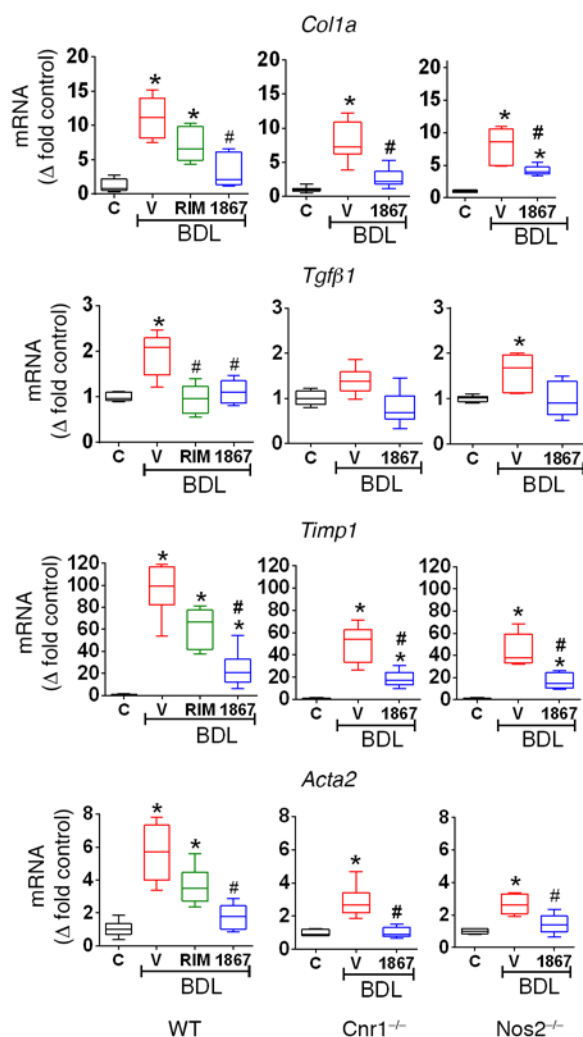 Col1a
mRNA
(Δ fold control)
20
15
10
5
0
*
*
#
C
V
RIM
1867
BDL
20
15
10
5
0
*
#
C
V
1867
BDL
20
15
10
5
0
*
#
*
C
V
1867
BDL
Tgfβ1
mRNA
(Δ fold control)
3
2
1
0
*
#
#
C
V
RIM
1867
BDL
3
2
1
0
C
V
1867
BDL
3
2
1
0
*
C
V
1867
BDL
Timp1
mRNA
(Δ fold control)
120
100
80
60
40
20
0
*
*
#
*
C
V
RIM
1867
BDL
120
100
80
60
40
20
0
*
#
*
C
V
1867
BDL
120
100
80
60
40
20
0
*
#
*
C
V
1867
BDL
Acta2
mRNA
(Δ fold control)
8
6
4
2
0
*
*
#
C
V
RIM
1867
BDL
8
6
4
2
0
*
#
C
V
1867
BDL
8
6
4
2
0
*
#
C
V
1867
BDL
WT
Cnr1⁻/⁻
Nos2⁻/⁻